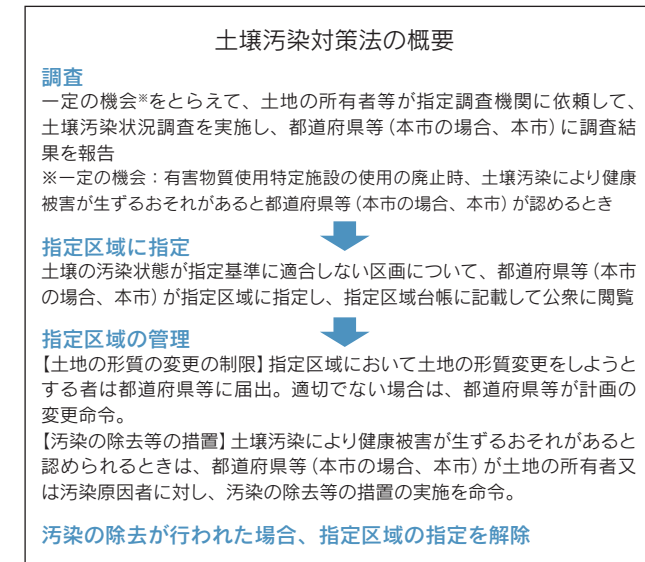 土壌汚染対策法の概要
調査
一定の機会※をとらえて、土地の所有者等が指定調査機関に依頼して、
土壌汚染状況調査を実施し、都道府県等（本市の場合、本市）に調査結
果を報告
※一定の機会：有害物質使用特定施設の使用の廃止時、土壌汚染により健康
被害が生ずるおそれがあると都道府県等（本市の場合、本市）が認めるとき
指定区域に指定
土壌の汚染状態が指定基準に適合しない区画について、都道府県等（本市
の場合、本市）が指定区域に指定し、指定区域台帳に記載して公衆に閲覧
指定区域の管理
【土地の形質の変更の制限】指定区域において土地の形質変更をしようと
する者は都道府県等に届出。適切でない場合は、都道府県等が計画の
変更命令。
【汚染の除去等の措置】土壌汚染により健康被害が生ずるおそれがあると
認められるときは、都道府県等（本市の場合、本市）が土地の所有者又
は汚染原因者に対し、汚染の除去等の措置の実施を命令。
汚染の除去が行われた場合、指定区域の指定を解除